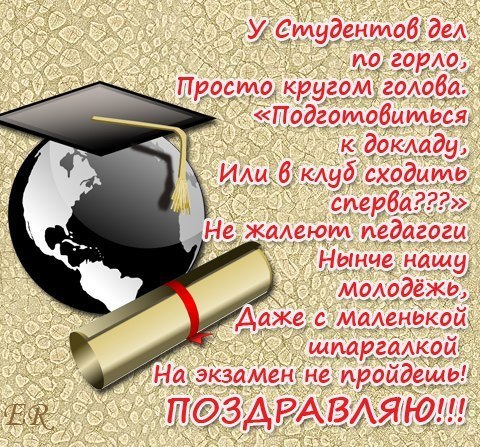 У Студентов дел
по горло,
Просто кругом голова.
«Подготовиться
к докладу,
Или в клуб сходить
сперва???»
Не жалеют педагоги
Нынче нашу
молодёжь,
Даже с маленькой
шпаргалкой
На экзамен не пройдешь!
ПОЗДРАВЛЯЮ!!!
ER